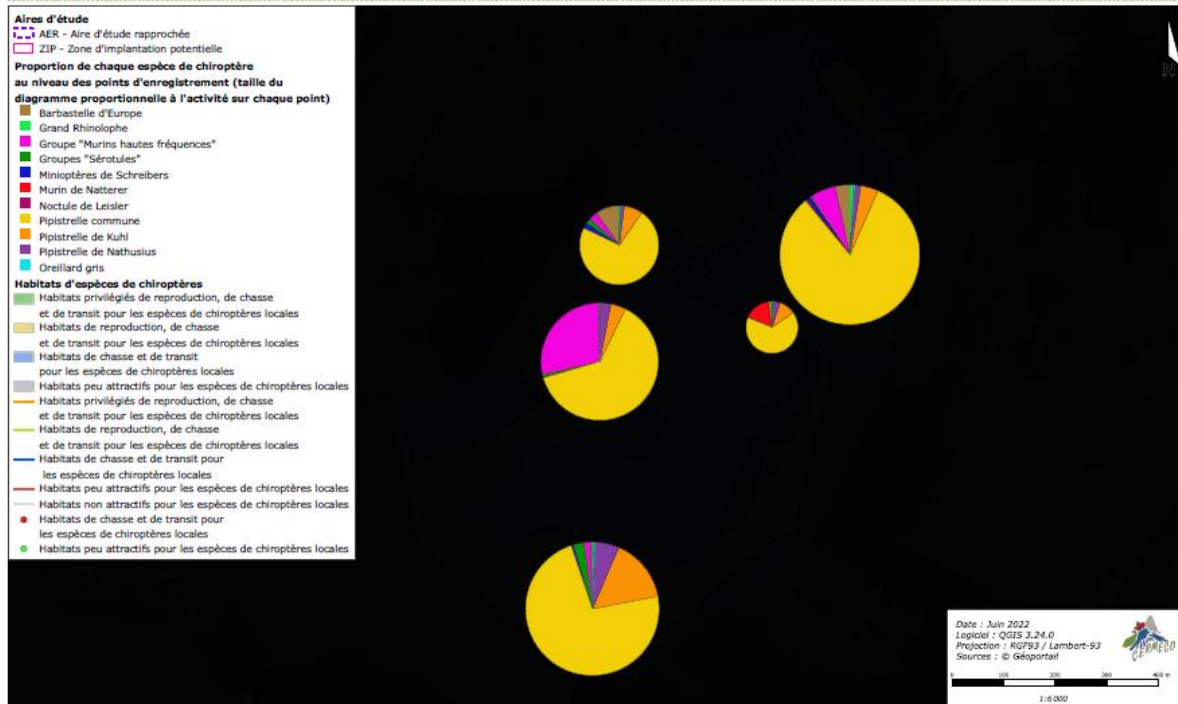 Aires d'étude
AER - Aire d'étude rapprochée
ZIP - Zone d'implantation potentielle
Proportion de chaque espèce de chiroptère
au niveau des points d'enregistrement (taille du
diagramme proportionnelle à l'activité sur chaque point)
Barbastelle d'Europe
Grand Rhinolophe
Groupe "Murins hautes fréquences"
Groupes "Sérotules"
Minioptères de Schreibers
Murin de Natterer
Noctule de Leisler
Pipistrelle commune
Pipistrelle de Kuhl
Pipistrelle de Nathusius
Oreillard gris
Habitats d'espèces de chiroptères
Habitats privilégiés de reproduction, de chasse
et de transit pour les espèces de chiroptères locales
Habitats de reproduction, de chasse
et de transit pour les espèces de chiroptères locales
Habitats de chasse et de transit
pour les espèces de chiroptères locales
Habitats peu attractifs pour les espèces de chiroptères locales
Habitats privilégiés de reproduction, de chasse
et de transit pour les espèces de chiroptères locales
Habitats de reproduction, de chasse
et de transit pour les espèces de chiroptères locales
Habitats de chasse et de transit pour
les espèces de chiroptères locales
Habitats peu attractifs pour les espèces de chiroptères locales
Habitats non attractifs pour les espèces de chiroptères locales
Habitats de chasse et de transit pour
les espèces de chiroptères locales
Habitats peu attractifs pour les espèces de chiroptères locales
N
Date : Juin 2022
Logiciel : QGIS 3.24.0
Projection : RGF93 / Lambert-93
Sources : © Géoportail
CERMECO
0 100 200 300 400 m
1:6 000